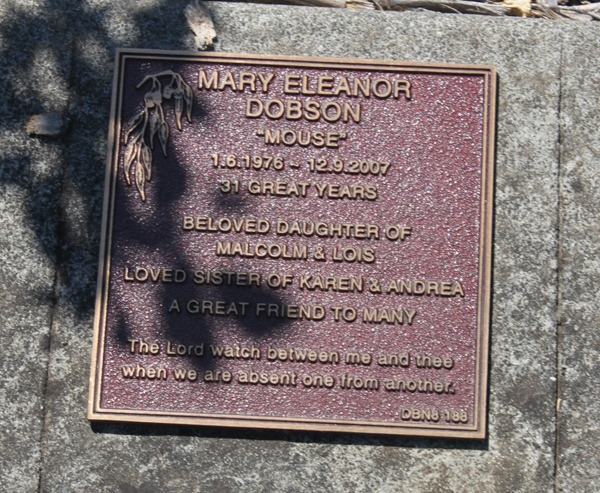 MARY ELEANOR
DOBSON
"MOUSE"
1.6.1976 - 12.9.2007
31 GREAT YEARS
BELOVED DAUGHTER OF
MALCOLM & LOIS
LOVED SISTER OF KAREN & ANDREA
A GREAT FRIEND TO MANY
The Lord watch between me and thee
when we are absent one from another.
DBN8 188